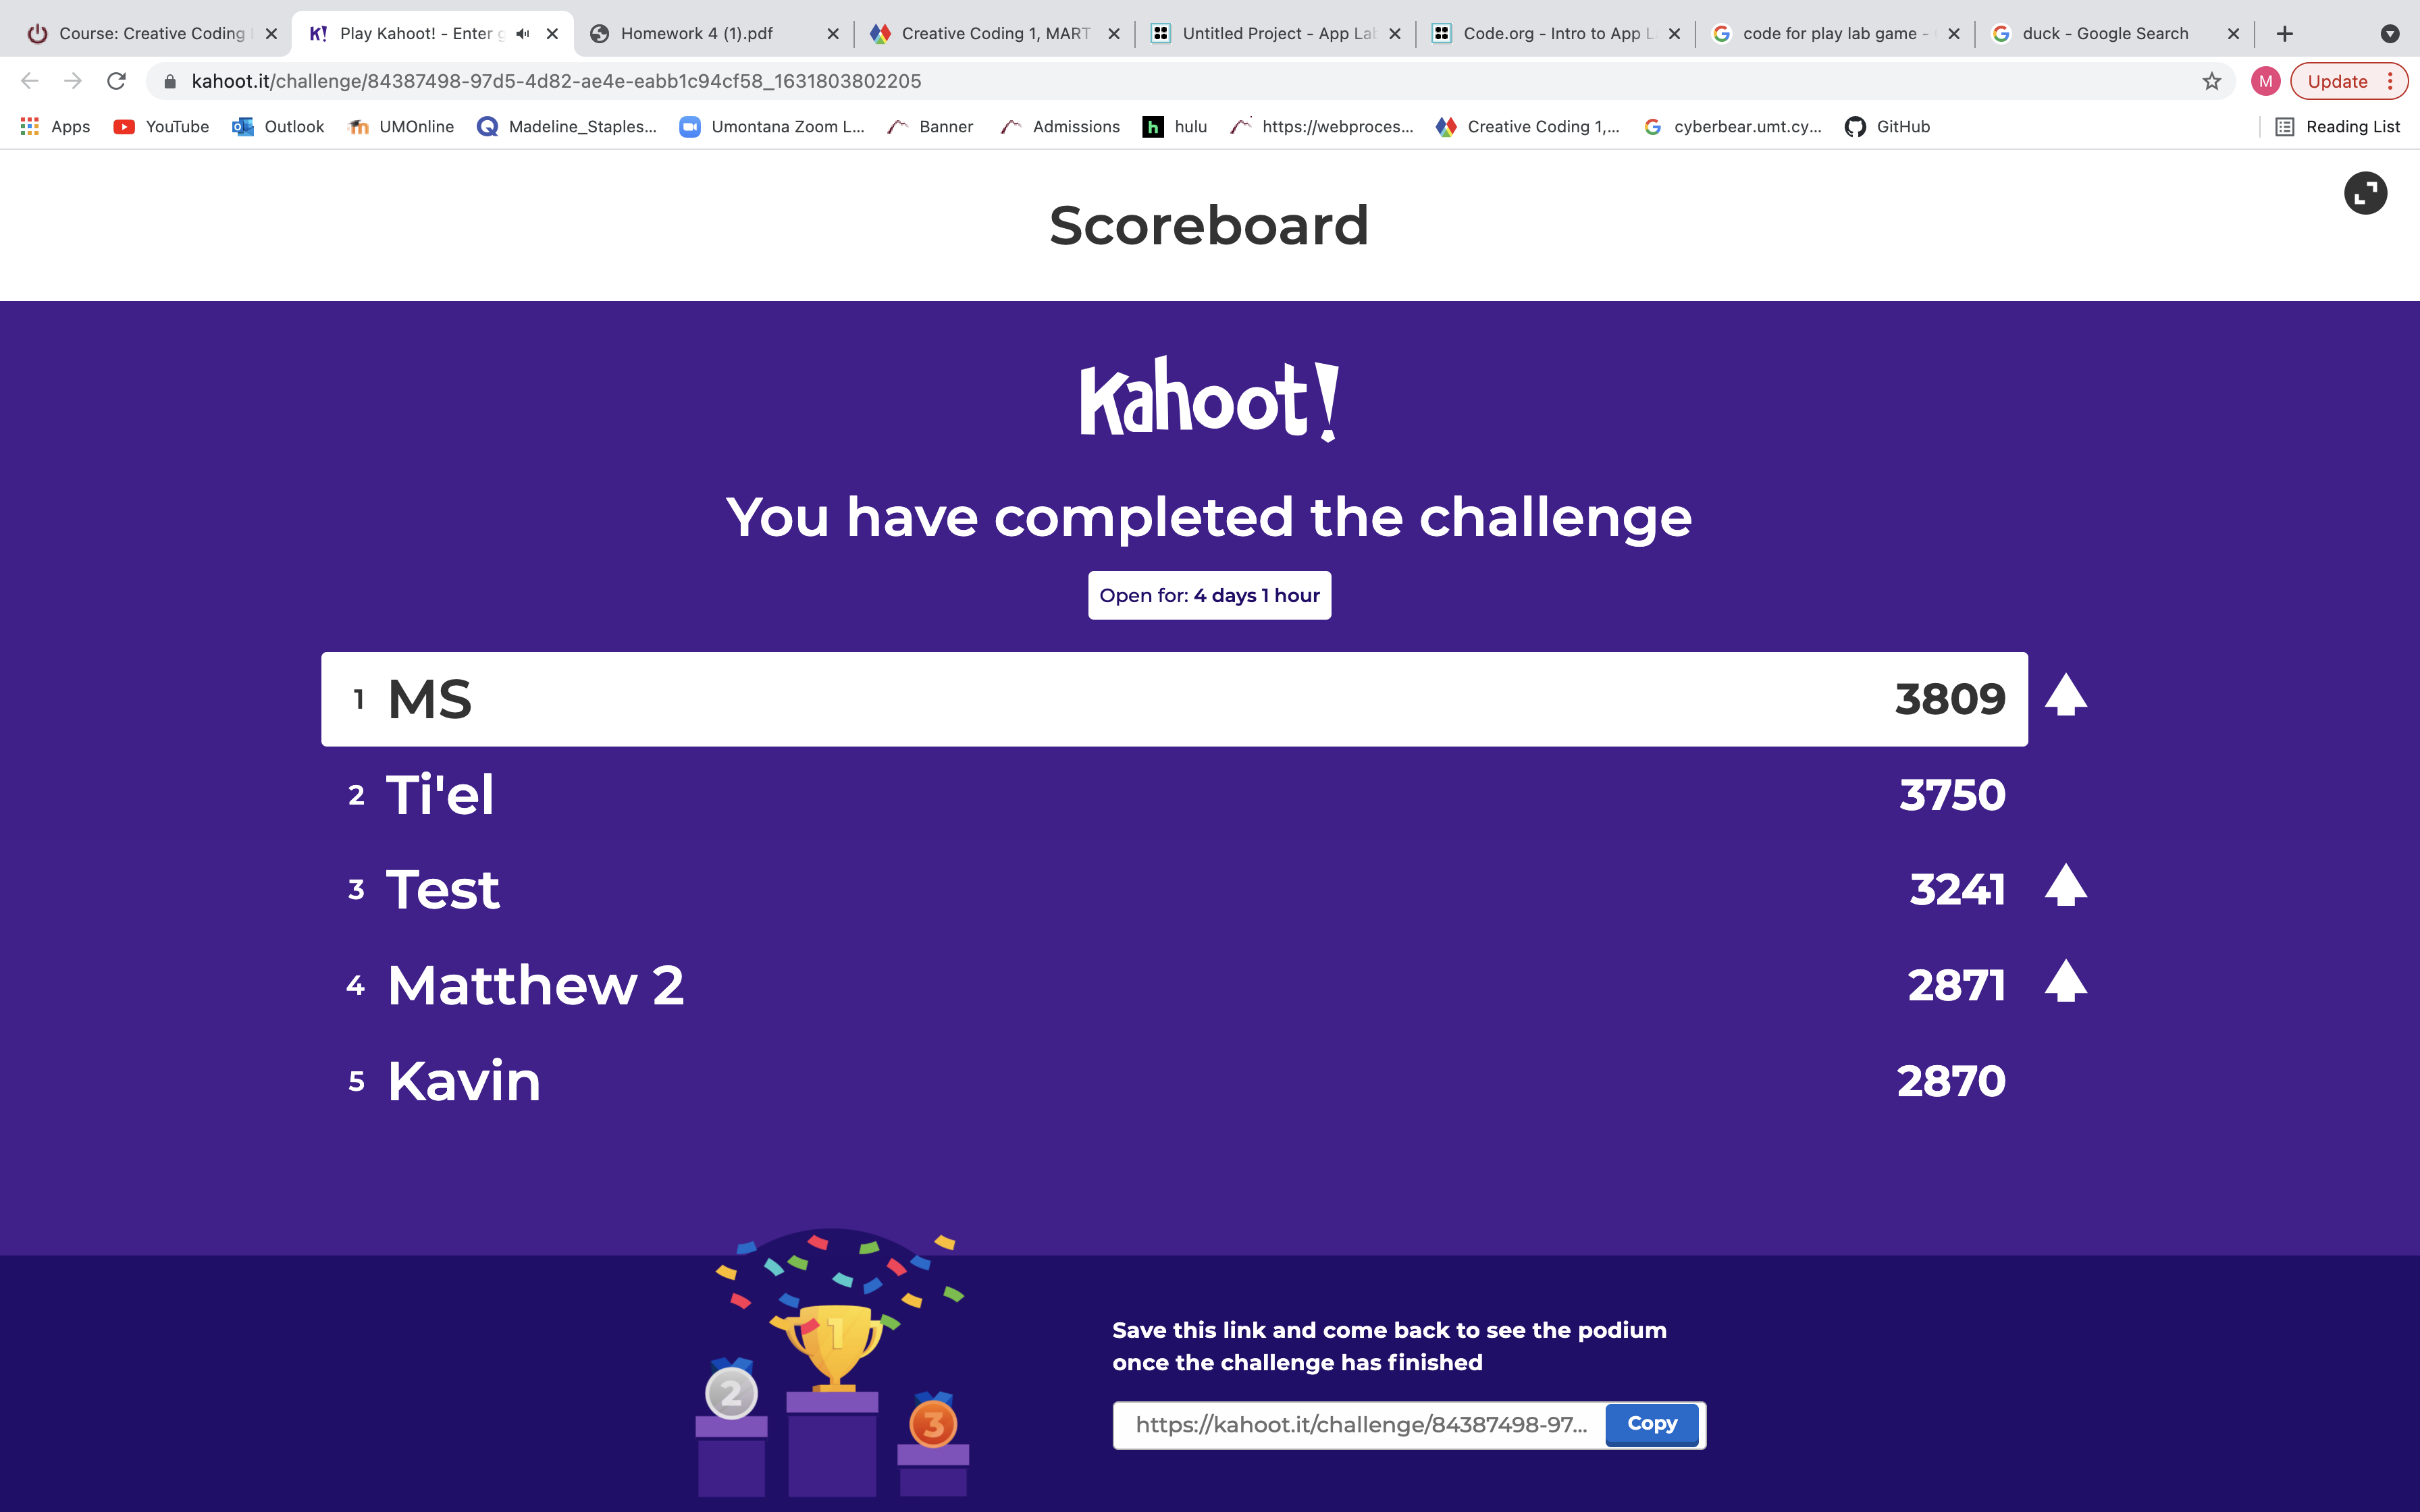 Course: Creative Coding
Play Kahoot! - Enter g
Homework 4 (1).pdf
Creative Coding 1, MART
Untitled Project - App La
Code.org - Intro to App L
code for play lab game -
duck - Google Search
kahoot.it/challenge/84387498-97d5-4d82-ae4e-eabb1c94cf58_1631803802205
M
Update
Apps
YouTube
Outlook
UMOnline
Madeline_Staples...
Umontana Zoom L...
Banner
Admissions
hulu
https://webproces...
Creative Coding 1,...
cyberbear.umt.cy...
GitHub
Reading List
Scoreboard
Kahoot!
You have completed the challenge
Open for: 4 days 1 hour
1 MS 3809
2 Ti'el 3750
3 Test 3241
4 Matthew 2 2871
5 Kavin 2870
1
2
3
Save this link and come back to see the podium
once the challenge has finished
https://kahoot.it/challenge/84387498-97...
Copy